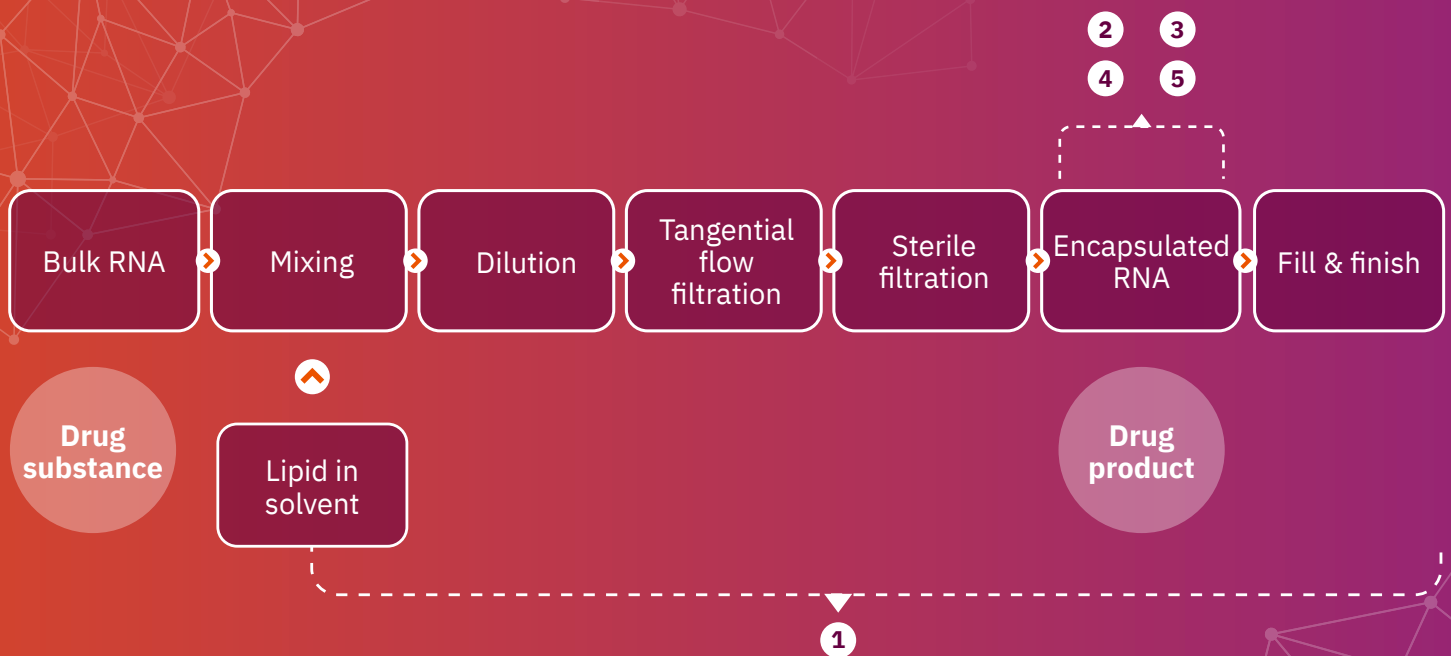 2 3
4 5
Bulk RNA
Mixing
Dilution
Tangential
flow
filtration
Sterile
filtration
Encapsulated
RNA
Fill & finish
Drug
substance
Lipid in
solvent
Drug
product
1